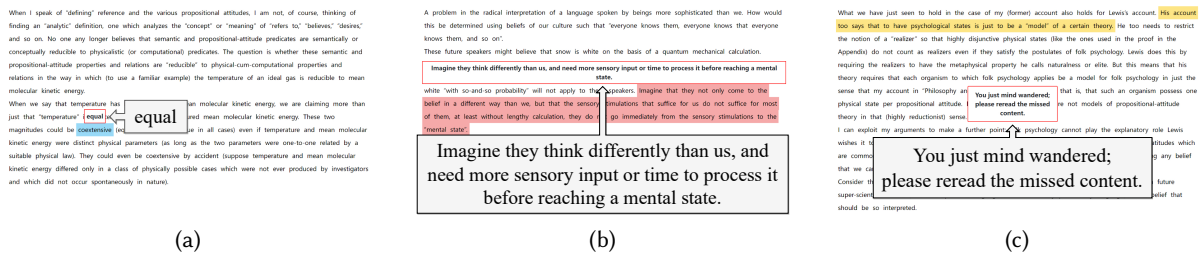 When I speak of "defining" reference and the various propositional attitudes, I am not, of course, thinking of
finding an "analytic" definition, one which analyzes the "concept" or "meaning" of "refers to," "believes," "desires,"
and so on. No one any longer believes that semantic and propositional-attitude predicates are semantically or
conceptually reducible to physicalistic (or computational) predicates. The question is whether these semantic and
propositional-attitude properties and relations are "reducible" to physical-cum-computational properties and
relations in the way in which (to use a familiar example) the temperature of an ideal gas is reducible to mean
molecular kinetic energy.
When we say that temperature has an molecular kinetic energy, we are claiming more than
just that "temperature" equal ured mean molecular kinetic energy. These two
magnitudes could be coextensive ue in all cases) even if temperature and mean molecular
kinetic energy were distinct physical parameters (as long as the two parameters were one-to-one related by a
suitable physical law). They could even be coextensive by accident (suppose temperature and mean molecular
kinetic energy differed only in a class of physically possible cases which were not ever produced by investigators
and which did not occur spontaneously in nature).
equal
(a)
A problem in the radical interpretation of a language spoken by beings more sophisticated than we. How would
this be determined using beliefs of our culture such that "everyone knows them, everyone knows that everyone
knows them, and so on".
These future speakers might believe that snow is white on the basis of a quantum mechanical calculation.
Imagine they think differently than us, and need more sensory input or time to process it before reaching a mental
state.
white "with so-and-so probability" will not apply to the speakers. Imagine that they not only come to the
belief in a different way than we, but that the sensory stimulations that suffice for us do not suffice for most
of them, at least without lengthy calculation, they do go immediately from the sensory stimulations to the
"mental state".
Imagine they think differently than us, and
need more sensory input or time to process it
before reaching a mental state.
(b)
What we have just seen to hold in the case of my (former) account also holds for Lewis's account. His account
too says that to have psychological states is just to be a "model" of a certain theory. He too needs to restrict
the notion of a "realizer" so that highly disjunctive physical states (like the ones used in the proof in the
Appendix) do not count as realizers even if they satisfy the postulates of folk psychology. Lewis does this by
requiring the realizers to have the metaphysical property he calls naturalness or elite. But this means that his
theory requires that each organism to which folk psychology applies be a model for folk psychology in just the
sense that my account in "Philosophy an that is, that such an organism possess one
physical state per propositional attitude. re not models of propositional-attitude
theory in that (highly reductionist) sense.
You just mind wandered;
please reread the missed
content.
I can exploit my arguments to make a further point. psychology cannot play the explanatory role Lewis
wishes it to atitudes which
are commo ng any belief
that we ca
Consider th future
super-scient belief that
should be so interpreted.
You just mind wandered;
please reread the missed content.
(c)